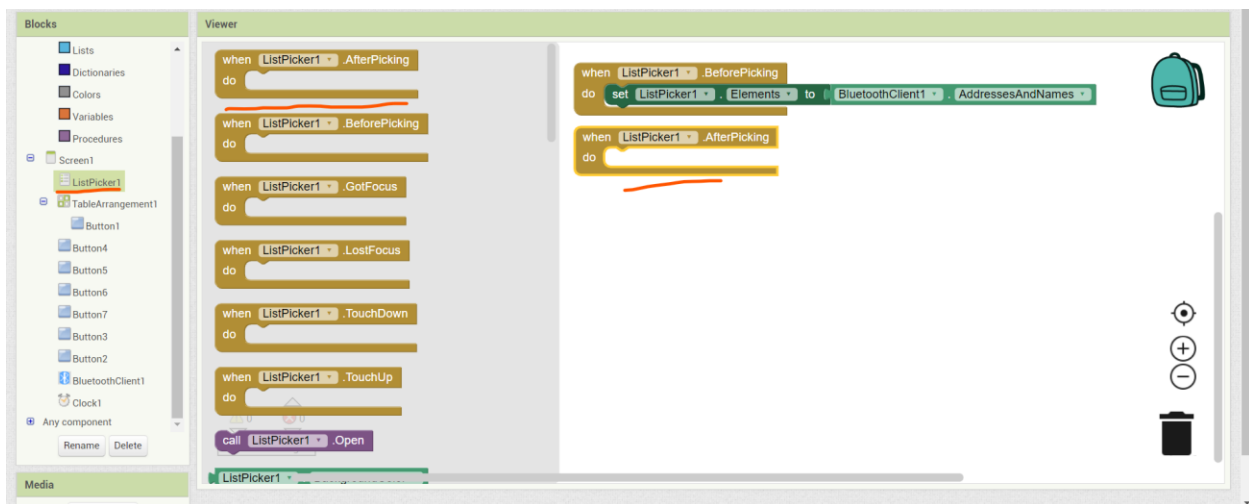 Blocks
Lists
Dictionaries
Colors
Variables
Procedures
Screen1
ListPicker1
TableArrangement1
Button1
Button4
Button5
Button6
Button7
Button3
Button2
BluetoothClient1
Clock1
Any component
Rename Delete
Media
Viewer
when ListPicker1 .AfterPicking
do
when ListPicker1 .BeforePicking
do
when ListPicker1 .GotFocus
do
when ListPicker1 .LostFocus
do
when ListPicker1 .TouchDown
do
when ListPicker1 .TouchUp
do
0 0
call ListPicker1 .Open
ListPicker1
when ListPicker1 .BeforePicking
do set ListPicker1 . Elements to BluetoothClient1 . AddressesAndNames
when ListPicker1 .AfterPicking
do